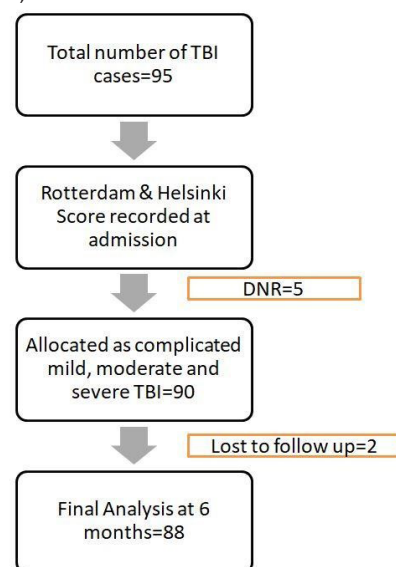 Total number of TBI
cases=95
Rotterdam & Helsinki
Score recorded at
admission
DNR=5
Allocated as complicated
mild, moderate and
severe TBI=90
Lost to follow up=2
Final Analysis at 6
months=88